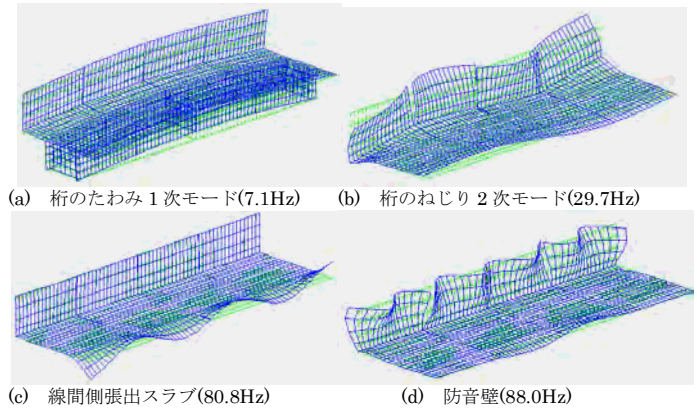 (a) 桁のたわみ 1 次モード(7.1Hz)
(b) 桁のねじり 2 次モード(29.7Hz)
(c) 線間側張出スラブ(80.8Hz)
(d) 防音壁(88.0Hz)